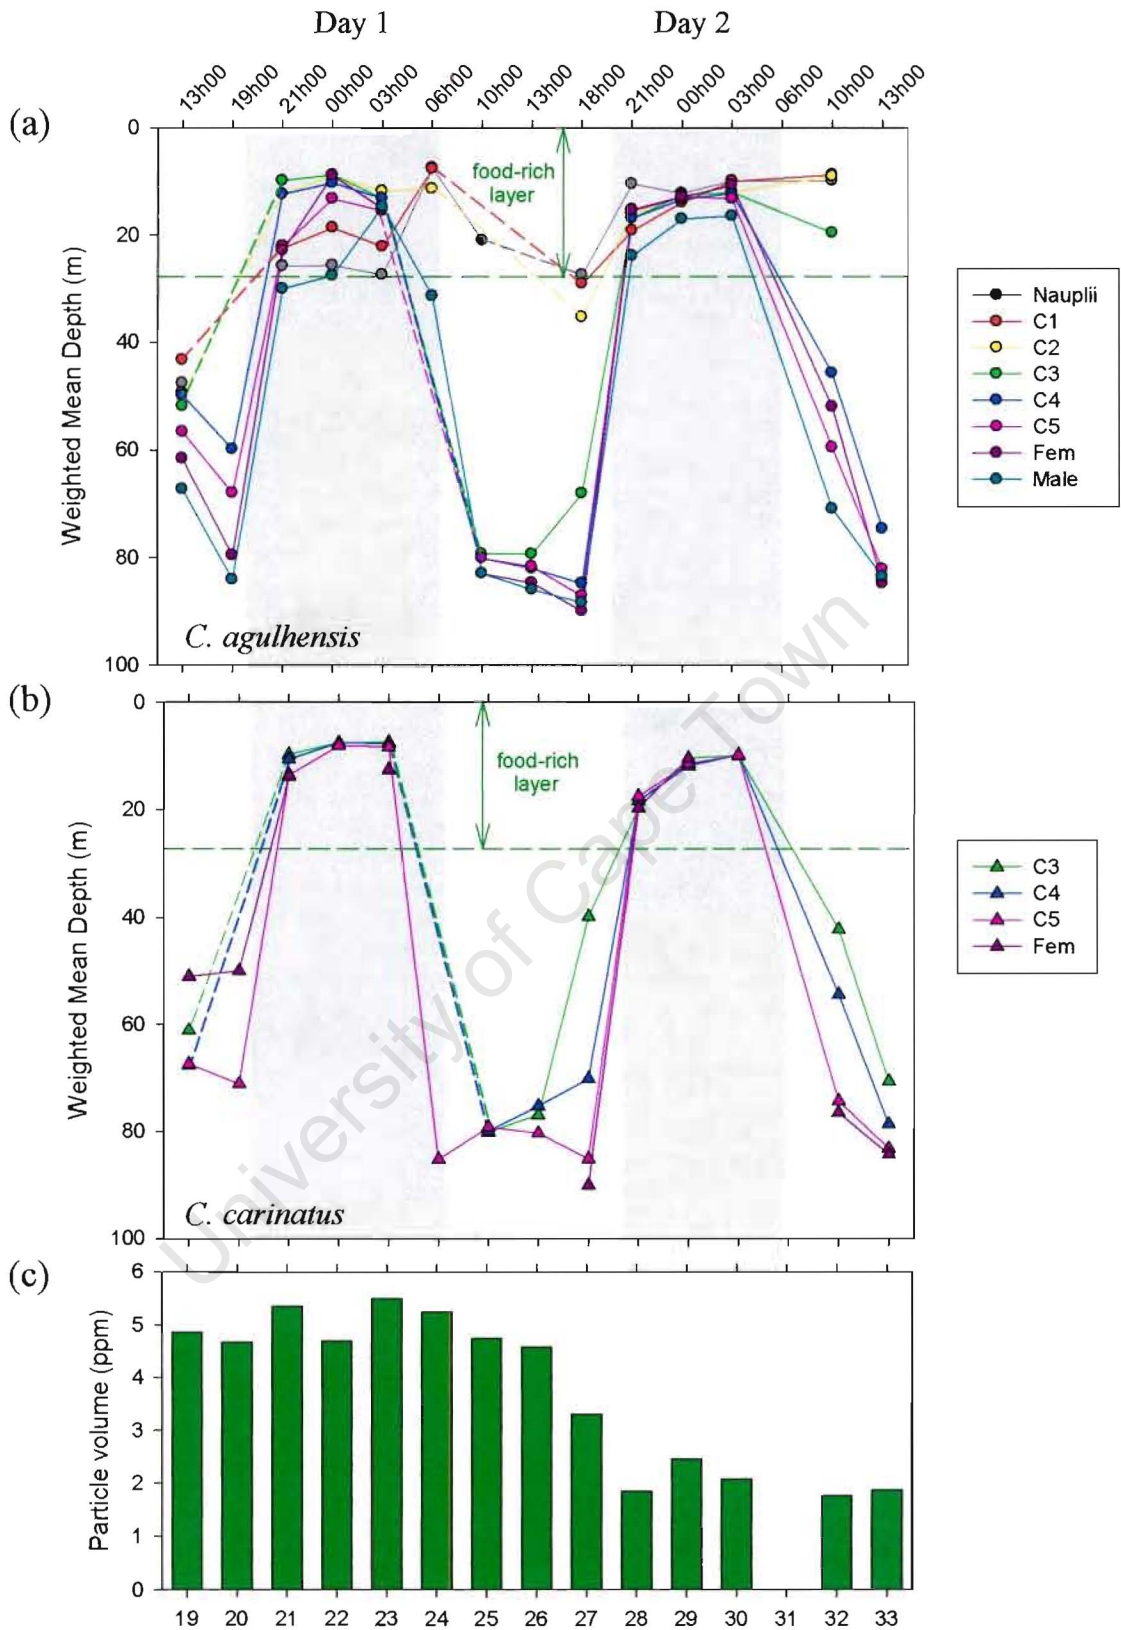 Day 1 Day 2
13h00 19h00 21h00 00h00 03h00 06h00 10h00 13h00 18h00 21h00 00h00 03h00 06h00 10h00 13h00
(a)
0
20
40
60
80
100
Weighted Mean Depth (m)
food-rich
layer
C. agulhensis
Nauplii
C1
C2
C3
C4
C5
Fem
Male
(b)
0
20
40
60
80
100
Weighted Mean Depth (m)
food-rich
layer
C. carinatus
C3
C4
C5
Fem
University of Cape Town
(c)
6
5
4
3
2
1
0
Particle volume (ppm)
19 20 21 22 23 24 25 26 27 28 29 30 31 32 33